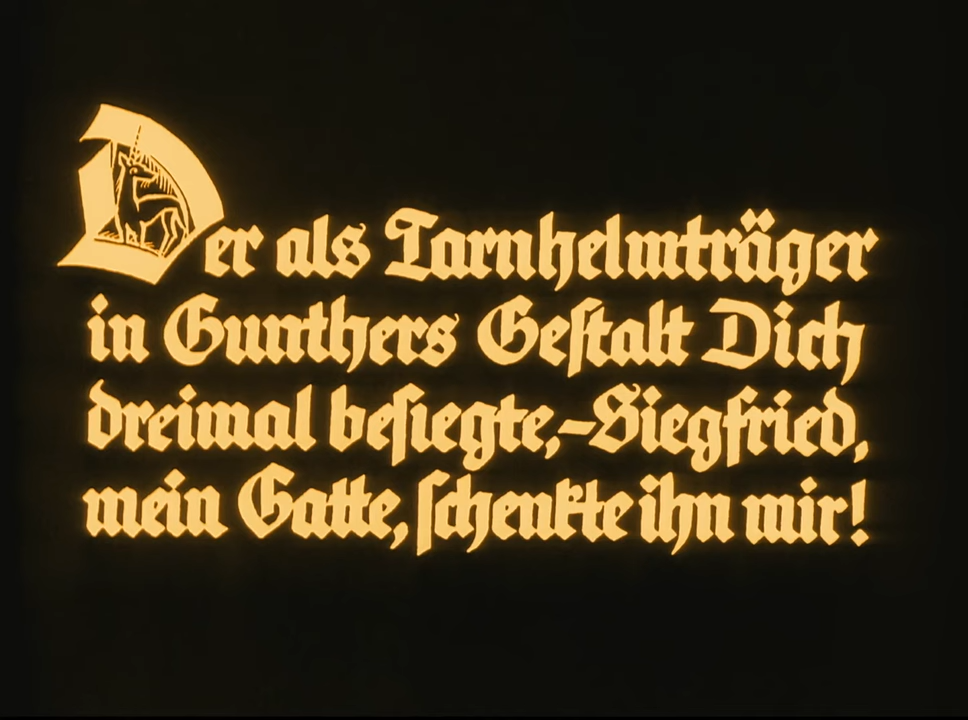 Der als Tarnhelmträger
in Gunthers Geſtalt Dich
dreimal beſiegte,–Siegfried,
mein Gatte, ſchenkte ihn mir!